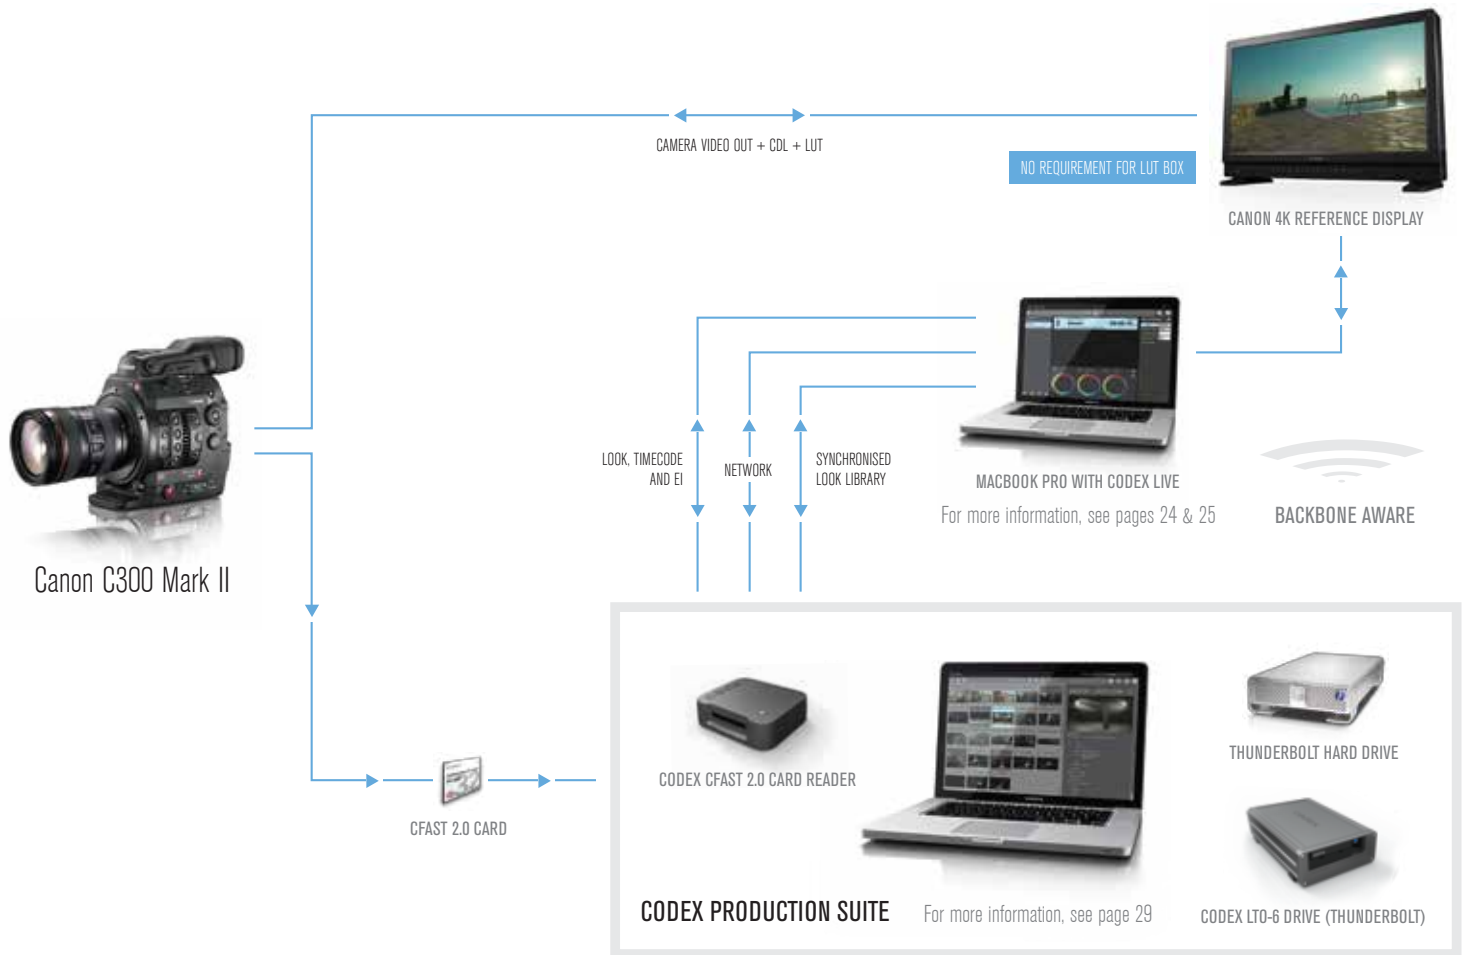 CAMERA VIDEO OUT + CDL + LUT
NO REQUIREMENT FOR LUT BOX
CANON 4K REFERENCE DISPLAY
LOOK, TIMECODE
AND EI
NETWORK
SYNCHRONISED
LOOK LIBRARY
MACBOOK PRO WITH CODEX LIVE
For more information, see pages 24 & 25
BACKBONE AWARE
Canon C300 Mark II
CFAST 2.0 CARD
CODEX CFAST 2.0 CARD READER
THUNDERBOLT HARD DRIVE
CODEX PRODUCTION SUITE
For more information, see page 29
CODEX LTO-6 DRIVE (THUNDERBOLT)